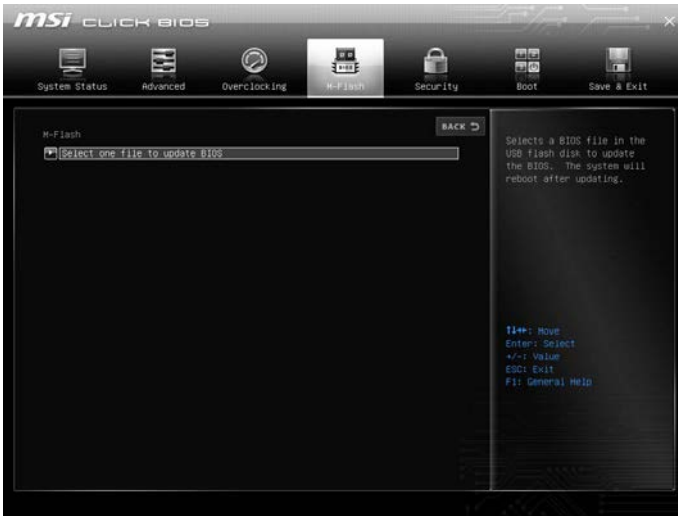 msi CLICK BIOS
System Status
Advanced
Overclocking
M-Flash
Security
Boot
Save & Exit
BACK
M-Flash
Select one file to update BIOS
Selects a BIOS file in the
USB flash disk to update
the BIOS. The system will
reboot after updating.
↑↓←→: Move
Enter: Select
+/-: Value
ESC: Exit
F1: General Help